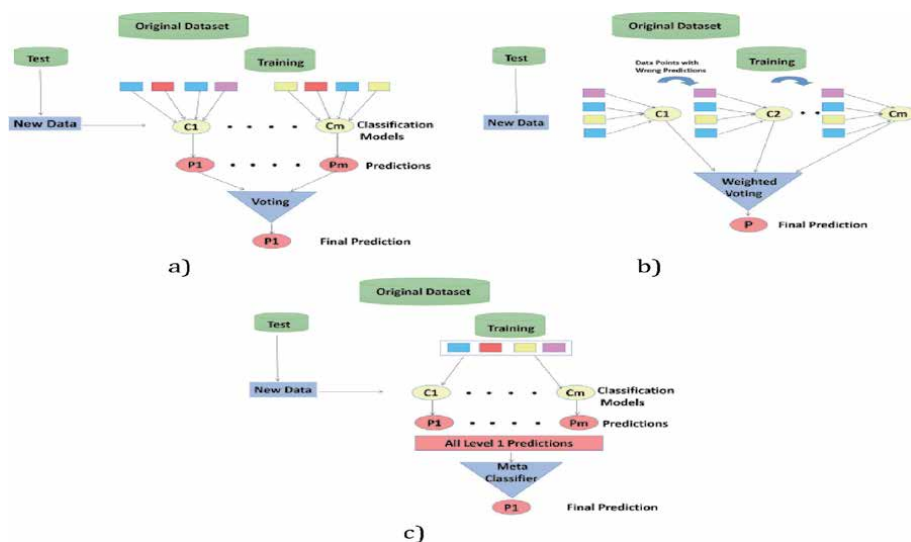 Original Dataset
Test
Training
New Data
C1
Cm
Classification
Models
P1
Pm
Predictions
Voting
P1
Final Prediction
a)
Original Dataset
Test
Data Points with
Wrong Predictions
Training
New Data
C1
C2
Cm
Weighted
Voting
P
Final Prediction
b)
Original Dataset
Test
Training
New Data
C1
Cm
Classification
Models
P1
Pm
Predictions
All Level 1 Predictions
Meta
Classifier
P1
Final Prediction
c)